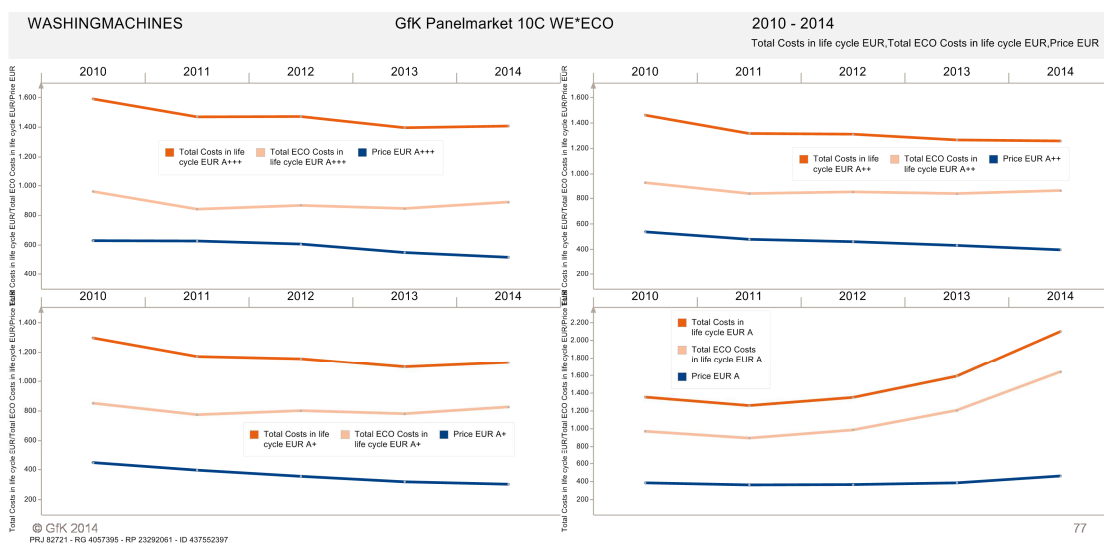 WASHINGMACHINES
GfK Panelmarket 10C WE*ECO
2010 - 2014
Total Costs in life cycle EUR,Total ECO Costs in life cycle EUR,Price EUR
Total Costs in life cycle EUR/Total ECO Costs in life cycle EUR/Price EUR
2010 2011 2012 2013 2014
1.600
1.400
1.200
1.000
800
600
400
Total Costs in life
cycle EUR A+++
Total ECO Costs in
life cycle EUR A+++
Price EUR A+++
Total Costs in life cycle EUR/Total ECO Costs in life cycle EUR/Price EUR
2010 2011 2012 2013 2014
1.600
1.400
1.200
1.000
800
600
400
200
Total Costs in life
cycle EUR A++
Total ECO Costs in
life cycle EUR A++
Price EUR A++
Total Costs in life cycle EUR/Total ECO Costs in life cycle EUR/Price EUR
2010 2011 2012 2013 2014
1.400
1.200
1.000
800
600
400
200
Total Costs in life
cycle EUR A+
Total ECO Costs in
life cycle EUR A+
Price EUR A+
Total Costs in life cycle EUR/Total ECO Costs in life cycle EUR/Price EUR
2010 2011 2012 2013 2014
2.200
2.000
1.800
1.600
1.400
1.200
1.000
800
600
400
200
Total Costs in
life cycle EUR A
Total ECO Costs
in life cycle EUR A
Price EUR A
© GfK 2014
77
PRJ 82721 - RG 4057395 - RP 23292061 - ID 437552397